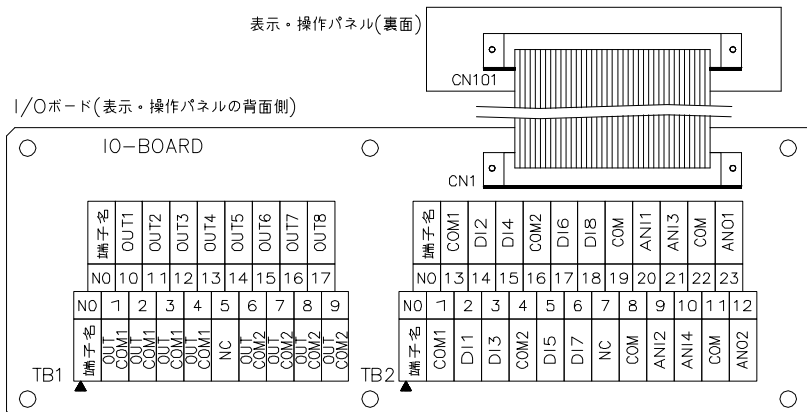 表示・操作パネル(裏面)
CN101
I/Oボード(表示・操作パネルの背面側)
IO-BOARD
CN1
端子名 OUT1 OUT2 OUT3 OUT4 OUT5 OUT6 OUT7 OUT8
NO 10 11 12 13 14 15 16 17
NO 1 2 3 4 5 6 7 8 9
端子名 OUT COM1 OUT COM1 OUT COM1 OUT COM1 NC OUT COM2 OUT COM2 OUT COM2 OUT COM2
TB1
端子名 COM1 DI2 DI4 COM2 DI6 DI8 COM ANI1 ANI3 COM ANO1
NO 13 14 15 16 17 18 19 20 21 22 23
NO 1 2 3 4 5 6 7 8 9 10 11 12
端子名 COM1 DI1 DI3 COM2 DI5 DI7 NC COM ANI2 ANI4 COM ANO2
TB2